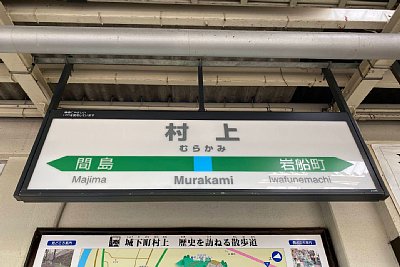 村上
むらかみ
間島
岩船町
Majima
Murakami
Iwafunemachi
城下町村上 歴史を訪ねる散歩道